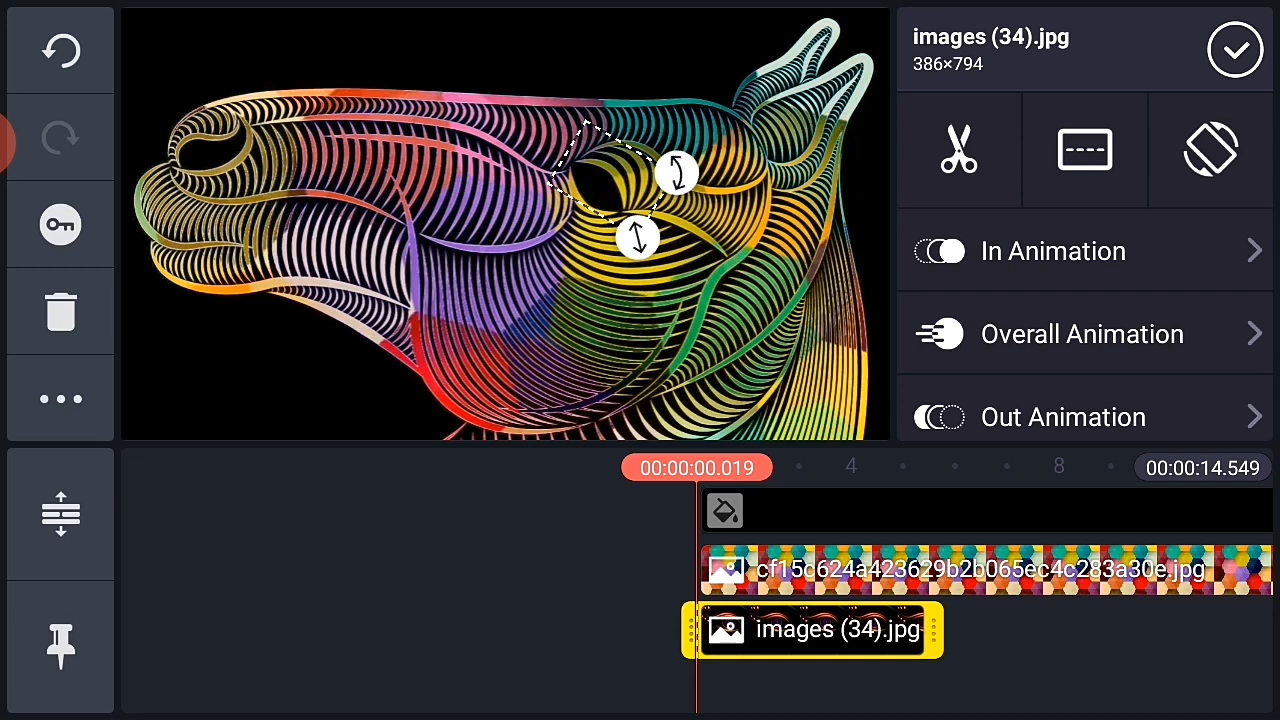 images (34).jpg
386×794
In Animation
Overall Animation
Out Animation
00:00:00.019
4
8
00:00:14.549
cf15d624a423629b2b065ec4c283a30e.jpg
images (34).jpg